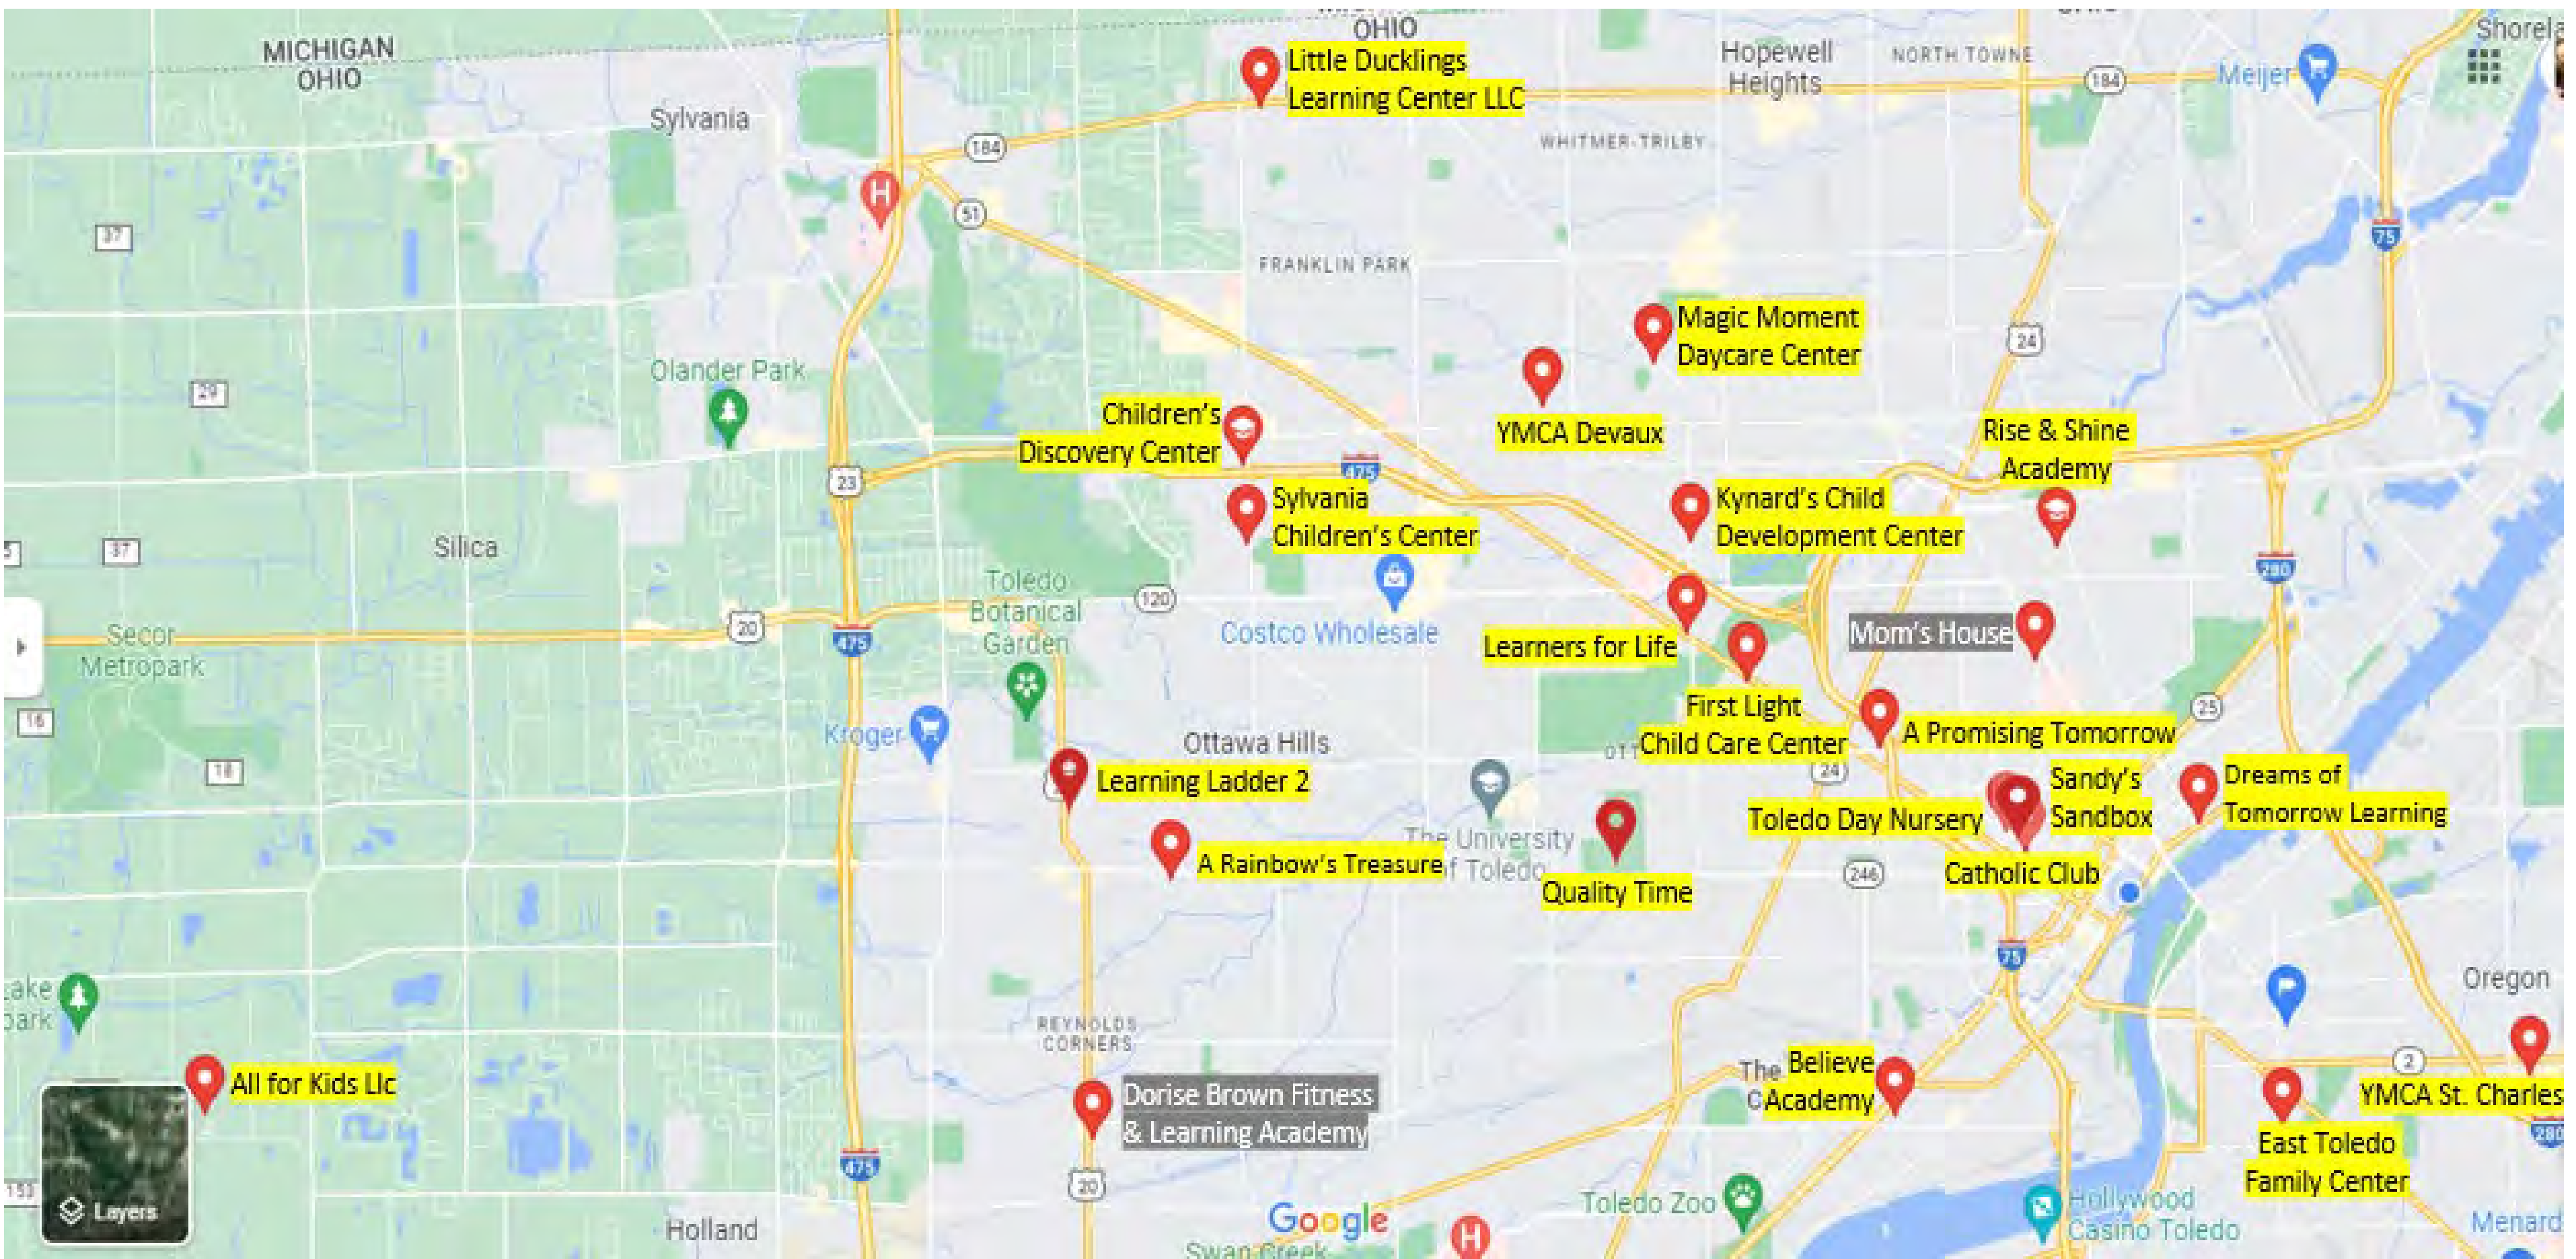 MICHIGAN
OHIO
OHIO
Little Ducklings
Learning Center LLC
Hopewell
Heights
NORTH TOWNE
184
Meijer
Sylvania
184
WHITMER-TRILBY
H
51
37
75
FRANKLIN PARK
Magic Moment
Daycare Center
24
Olander Park
29
YMCA Devaux
Children's
Discovery Center
Rise & Shine
Academy
475
23
Sylvania
Children's Center
Kynard's Child
Development Center
Silica
37
280
Toledo
Botanical
Garden
120
20
Costco Wholesale
Secor
Metropark
475
Learners for Life
Mom's House
First Light
Child Care Center
16
25
Kroger
Ottawa Hills
A Promising Tomorrow
18
24
Learning Ladder 2
Toledo Day Nursery
Sandy's
Sandbox
Dreams of
Tomorrow Learning
The University
of Toledo
A Rainbow's Treasure
Quality Time
246
Catholic Club
75
Oregon
REYNOLDS
CORNERS
All for Kids Llc
Dorise Brown Fitness
& Learning Academy
The
Believe
Academy
2
YMCA St. Charles
280
East Toledo
Family Center
475
20
153
Layers
Holland
Google
Swan Creek
H
Toledo Zoo
Hollywood
Casino Toledo
Menard